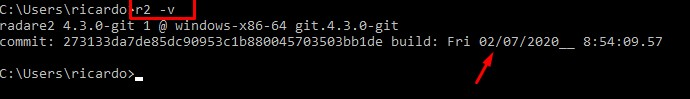 C:\Users\ricardo>r2 -v
radare2 4.3.0-git 1 @ windows-x86-64 git.4.3.0-git
commit: 273133da7de85dc90953c1b880045703503bb1de build: Fri 02/07/2020__ 8:54:09.57
C:\Users\ricardo>